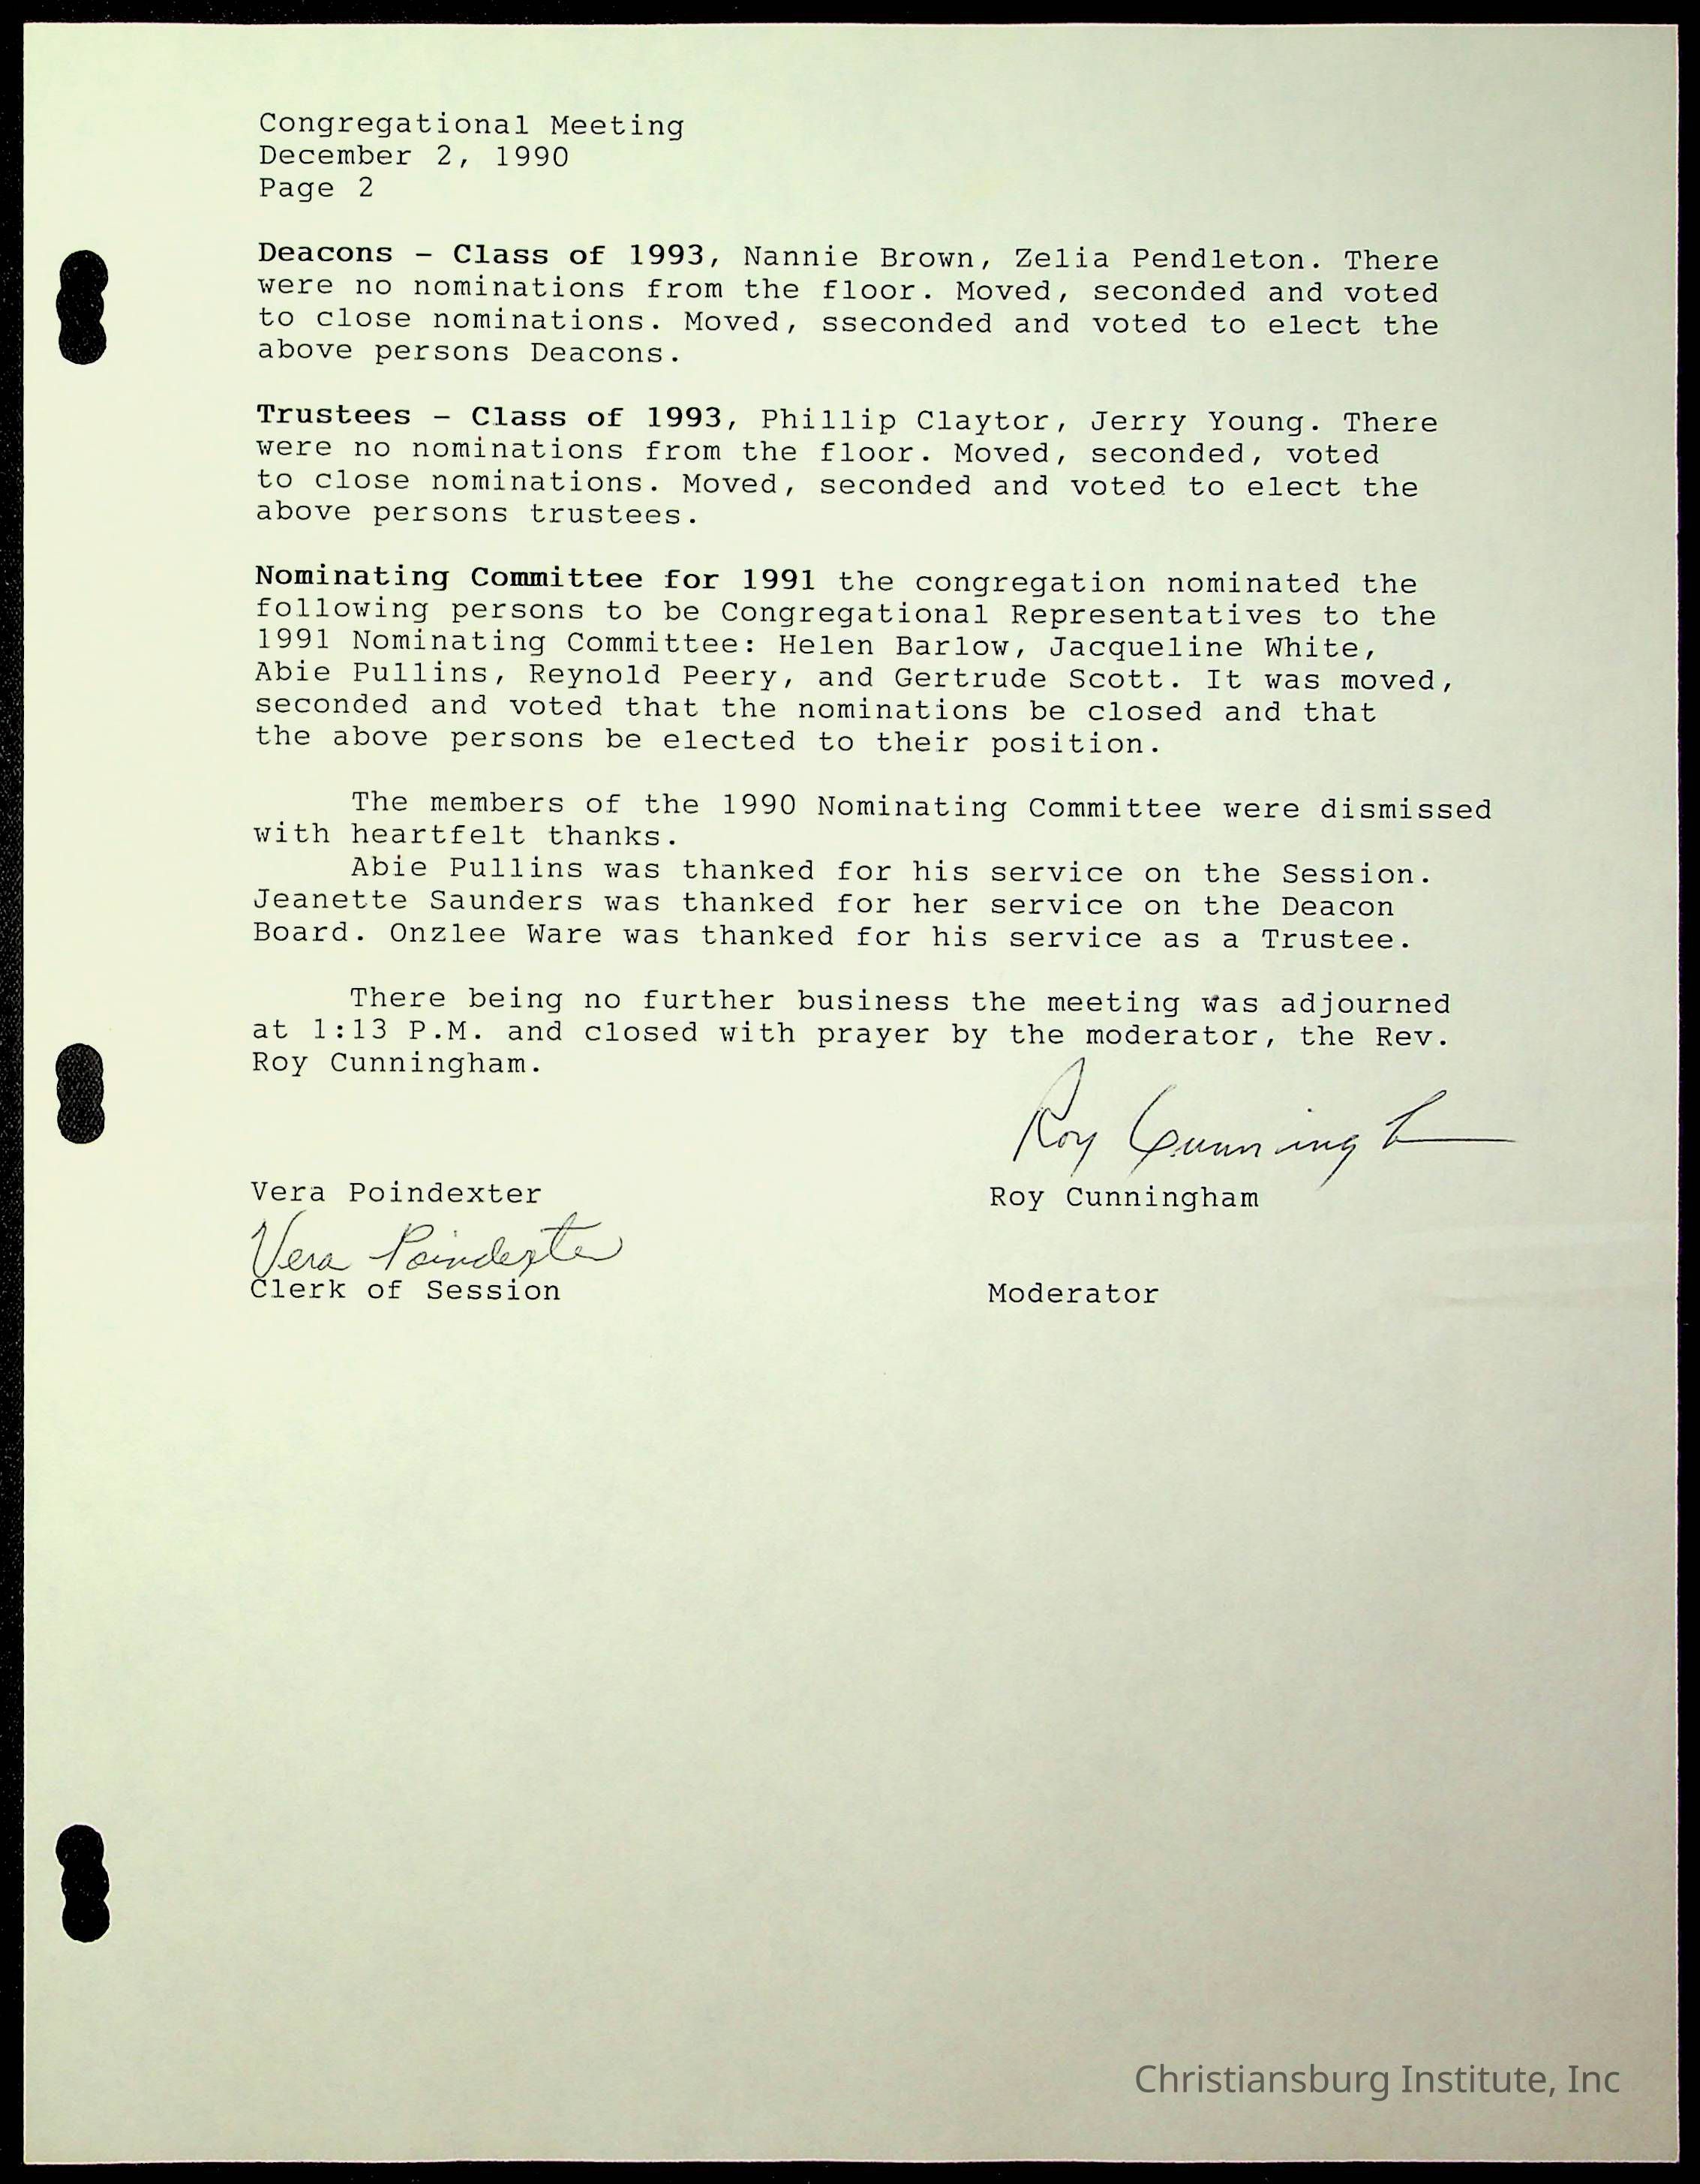 Congregational Meeting
December 2, 1990
Page 2
Deacons - Class of 1993, Nannie Brown, Zelia Pendleton. There
were no nominations from the floor. Moved, seconded and voted
to close nominations. Moved, sseconded and voted to elect the
above persons Deacons.
Trustees - Class of 1993, Phillip Claytor, Jerry Young. There
were no nominations from the floor. Moved, seconded, voted
to close nominations. Moved, seconded and voted to elect the
above persons trustees.
Nominating Committee for 1991 the congregation nominated the
following persons to be Congregational Representatives to the
1991 Nominating Committee: Helen Barlow, Jacqueline White,
Abie Pullins, Reynold Peery, and Gertrude Scott. It was moved,
seconded and voted that the nominations be closed and that
the above persons be elected to their position.
The members of the 1990 Nominating Committee were dismissed
with heartfelt thanks.
Abie Pullins was thanked for his service on the Session.
Jeanette Saunders was thanked for her service on the Deacon
Board. Onzlee Ware was thanked for his service as a Trustee.
There being no further business the meeting was adjourned
at 1:13 P.M. and closed with prayer by the moderator, the Rev.
Roy Cunningham.
Roy Cunningham
Vera Poindexter Roy Cunningham
Vera Poindexter
Clerk of Session Moderator
Christiansburg Institute, Inc